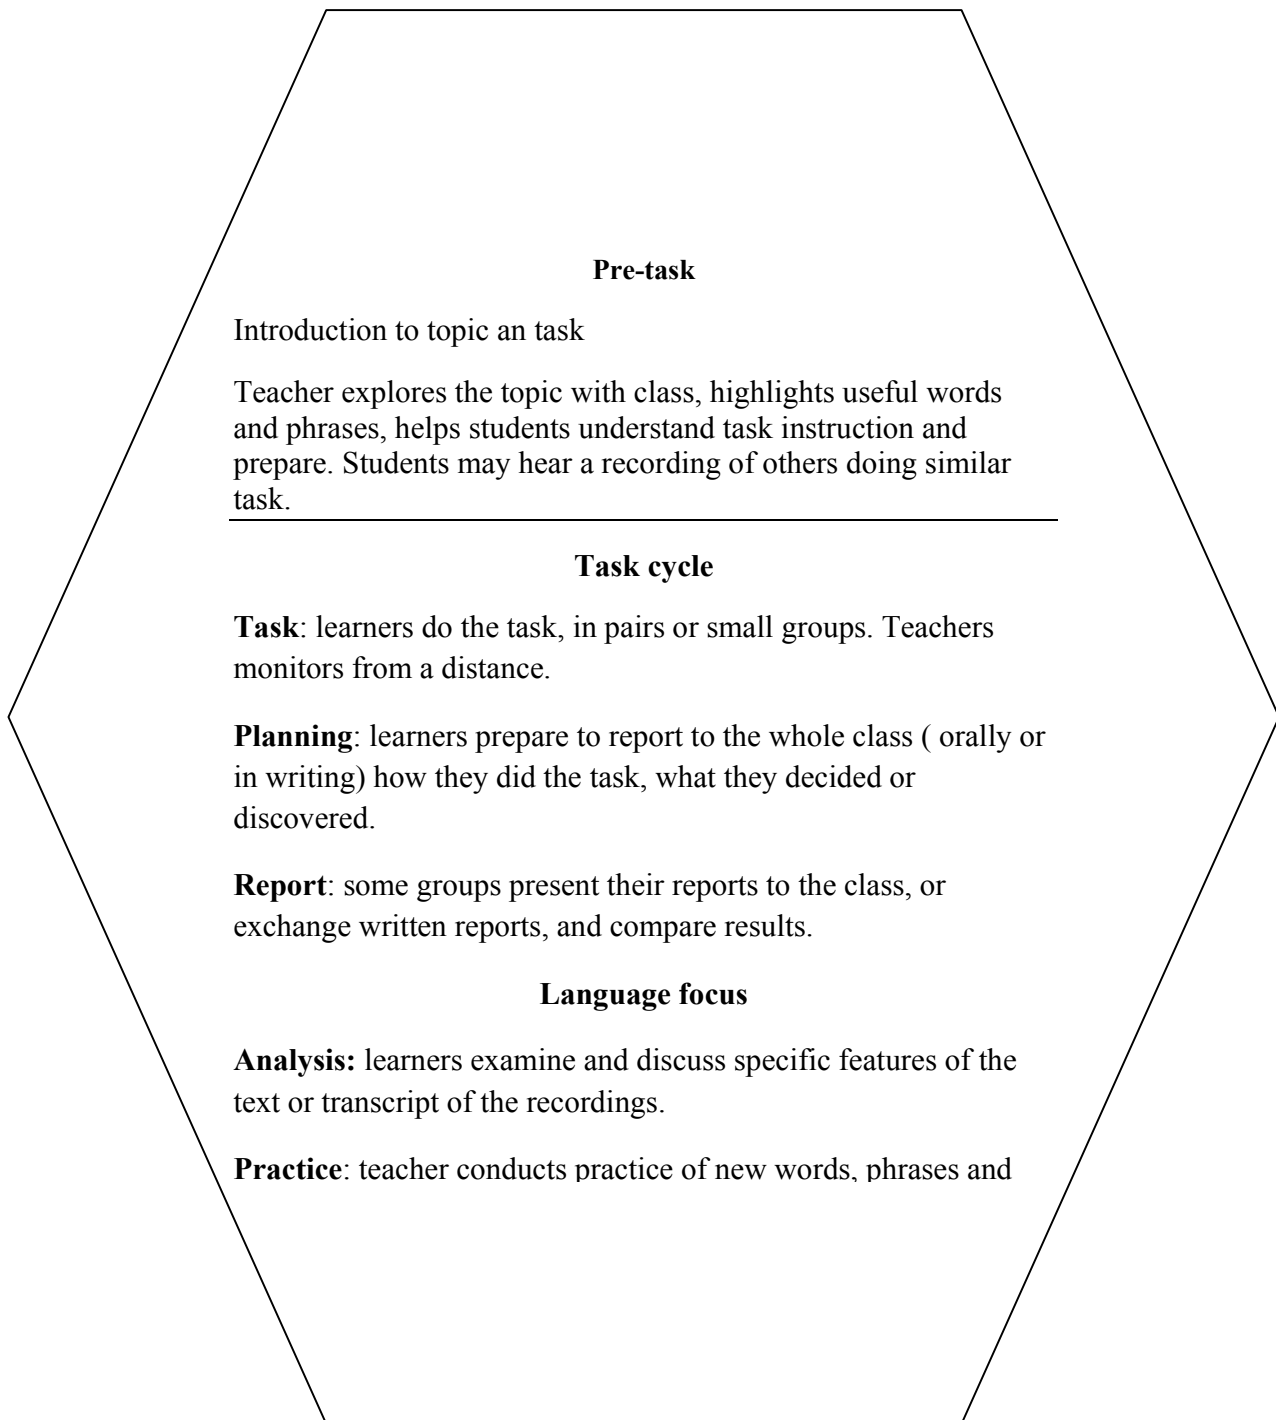 Pre-task
Introduction to topic an task
Teacher explores the topic with class, highlights useful words
and phrases, helps students understand task instruction and
prepare. Students may hear a recording of others doing similar
task.
Task cycle
Task: learners do the task, in pairs or small groups. Teachers
monitors from a distance.
Planning: learners prepare to report to the whole class ( orally or
in writing) how they did the task, what they decided or
discovered.
Report: some groups present their reports to the class, or
exchange written reports, and compare results.
Language focus
Analysis: learners examine and discuss specific features of the
text or transcript of the recordings.
Practice: teacher conducts practice of new words, phrases and